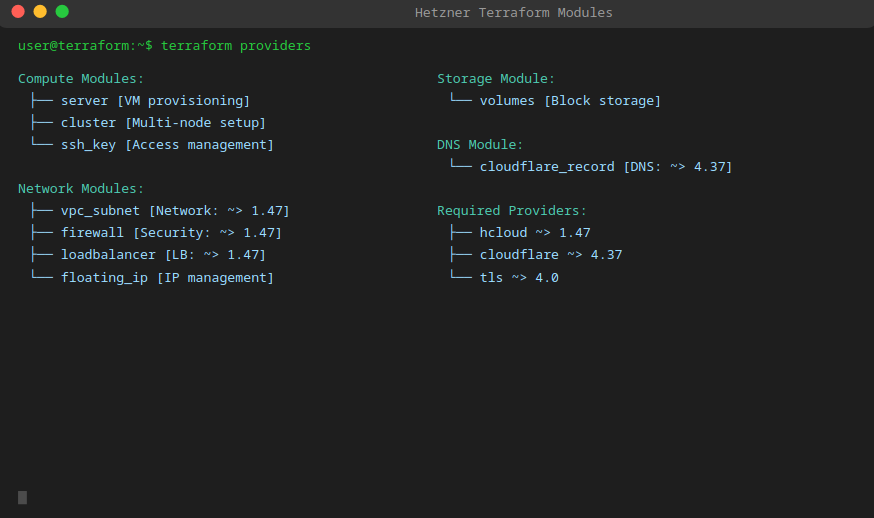 Hetzner Terraform Modules
user@terraform:~$ terraform providers
Compute Modules:
├── server [VM provisioning]
├── cluster [Multi-node setup]
└── ssh_key [Access management]
Network Modules:
├── vpc_subnet [Network: ~> 1.47]
├── firewall [Security: ~> 1.47]
├── loadbalancer [LB: ~> 1.47]
└── floating_ip [IP management]
Storage Module:
└── volumes [Block storage]
DNS Module:
└── cloudflare_record [DNS: ~> 4.37]
Required Providers:
├── hcloud ~> 1.47
├── cloudflare ~> 4.37
└── tls ~> 4.0